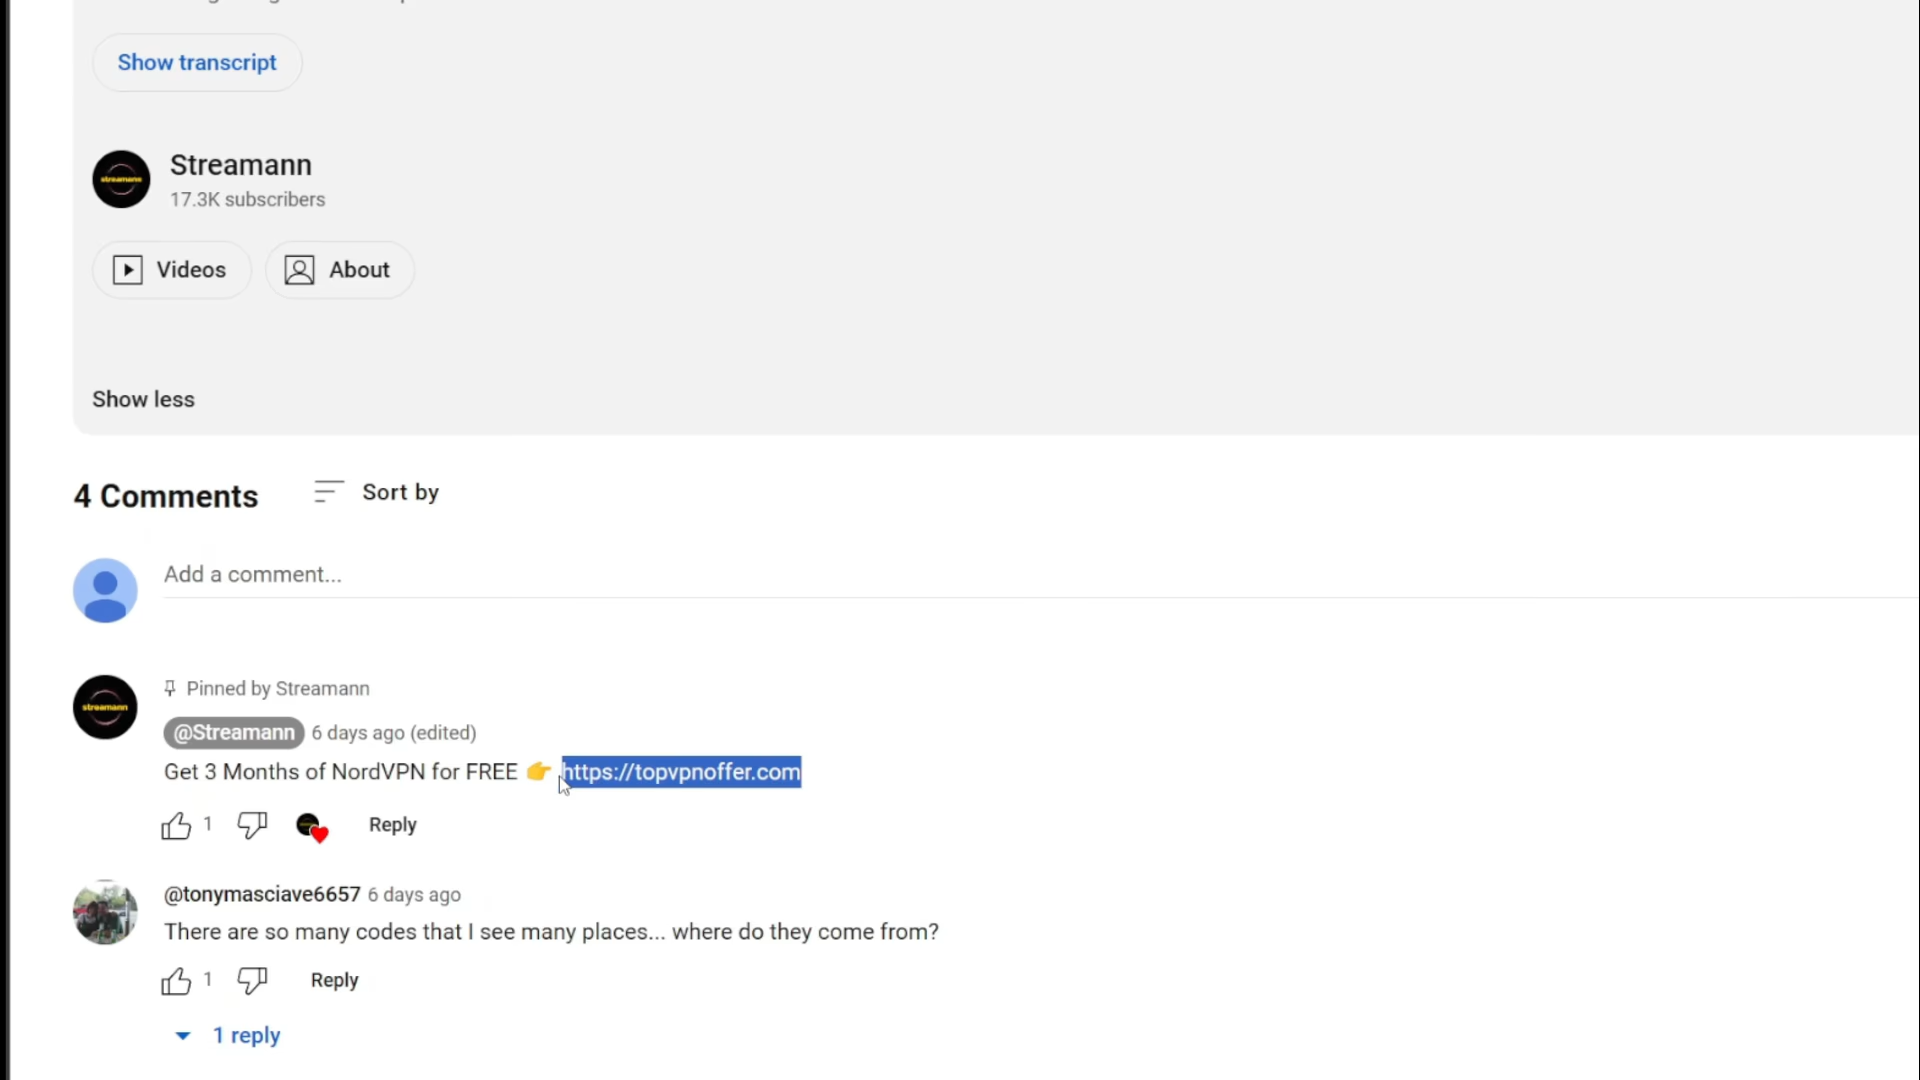 Show transcript
streamann
Streamann
17.3K subscribers
Videos
About
Show less
4 Comments
Sort by
Add a comment...
Pinned by Streamann
streamann
@Streamann 6 days ago (edited)
Get 3 Months of NordVPN for FREE 👉 https://topvpnoffer.com
1
Reply
@tonymasciave6657 6 days ago
There are so many codes that I see many places... where do they come from?
1
Reply
1 reply